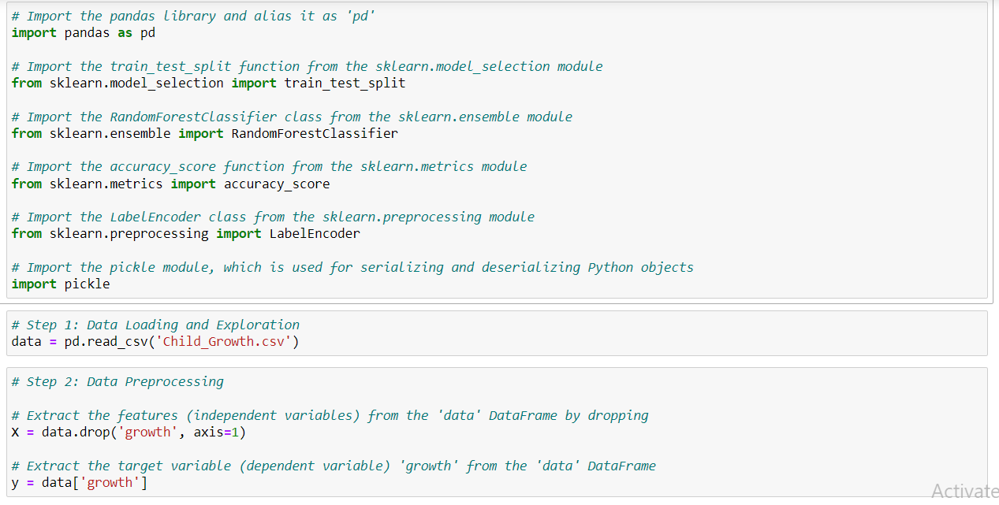 # Import the pandas library and alias it as 'pd'
import pandas as pd
# Import the train_test_split function from the sklearn.model_selection module
from sklearn.model_selection import train_test_split
# Import the RandomForestClassifier class from the sklearn.ensemble module
from sklearn.ensemble import RandomForestClassifier
# Import the accuracy_score function from the sklearn.metrics module
from sklearn.metrics import accuracy_score
# Import the LabelEncoder class from the sklearn.preprocessing module
from sklearn.preprocessing import LabelEncoder
# Import the pickle module, which is used for serializing and deserializing Python objects
import pickle
# Step 1: Data Loading and Exploration
data = pd.read_csv('Child_Growth.csv')
# Step 2: Data Preprocessing
# Extract the features (independent variables) from the 'data' DataFrame by dropping
X = data.drop('growth', axis=1)
# Extract the target variable (dependent variable) 'growth' from the 'data' DataFrame
y = data['growth']
Activate